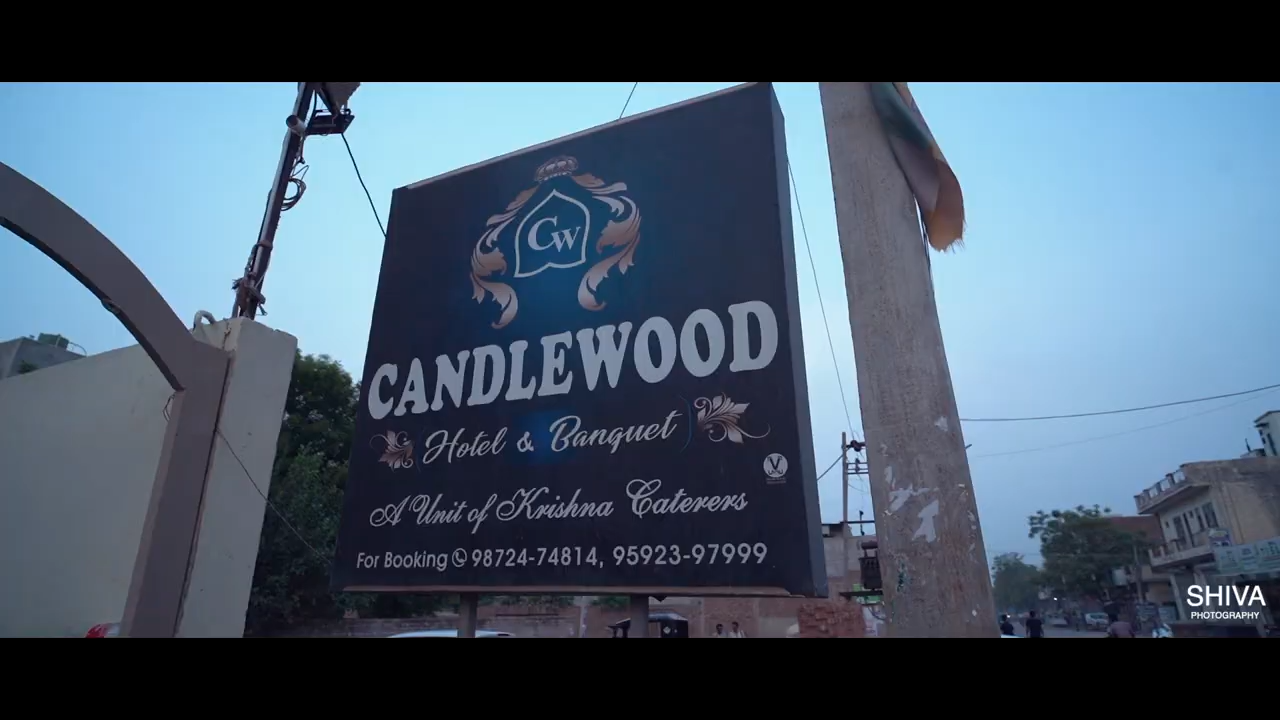 CW
CANDLEWOOD
Hotel & Banquet
A Unit of Krishna Caterers
For Booking 98724-74814, 95923-97999
SHIVA
PHOTOGRAPHY